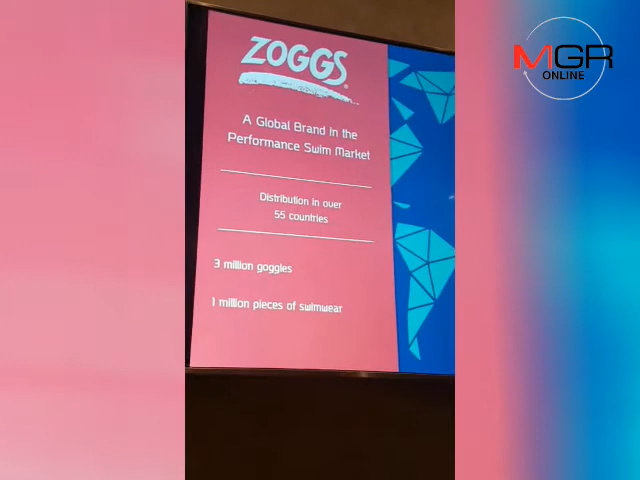 ZOGGS
A Global Brand in the
Performance Swim Market
Distribution in over
55 countries
3 million goggles
1 million pieces of swimwear
MGR
ONLINE